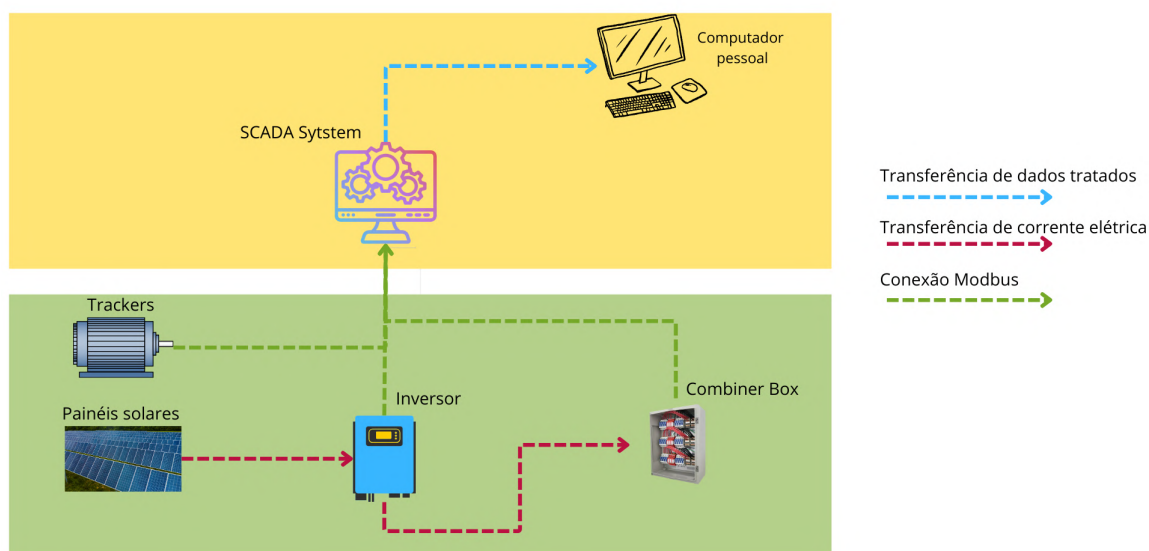 Computador
pessoal
SCADA Sytstem
Transferência de dados tratados
Transferência de corrente elétrica
Conexão Modbus
Trackers
Painéis solares
Inversor
Combiner Box